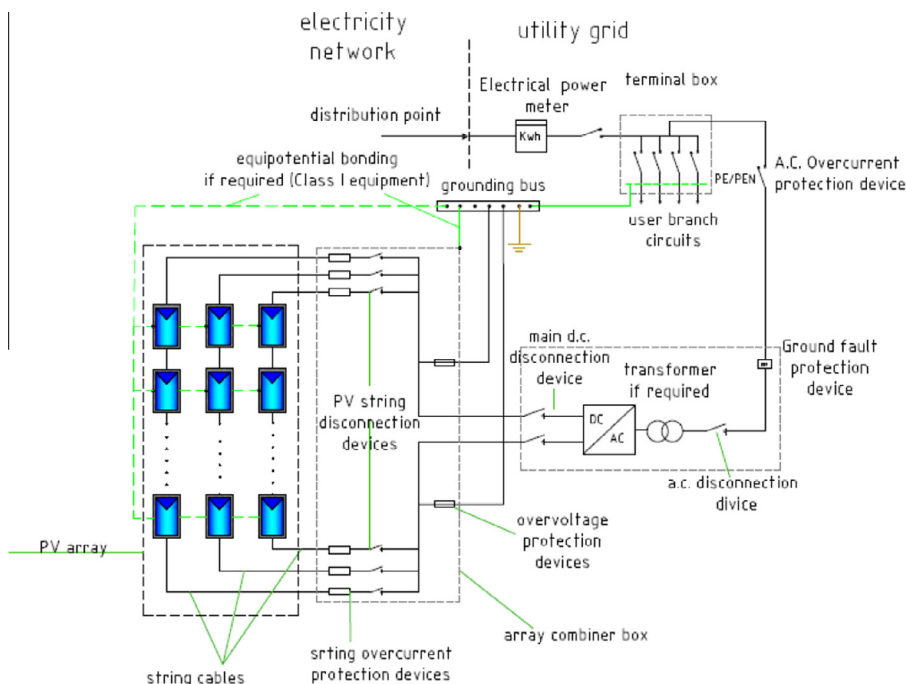 electricity
network
utility grid
Electrical power
meter
terminal box
distribution point
Kwh
equipotential bonding
if required (Class I equipment)
grounding bus
PE/PEN
A.C. Overcurrent
protection device
user branch
circuits
main d.c.
disconnection
device
transformer
if required
Ground fault
protection
device
PV string
disconnection
devices
DC
AC
a.c. disconnection
divice
overvoltage
protection
devices
PV array
array combiner box
srting overcurrent
protection devices
string cables